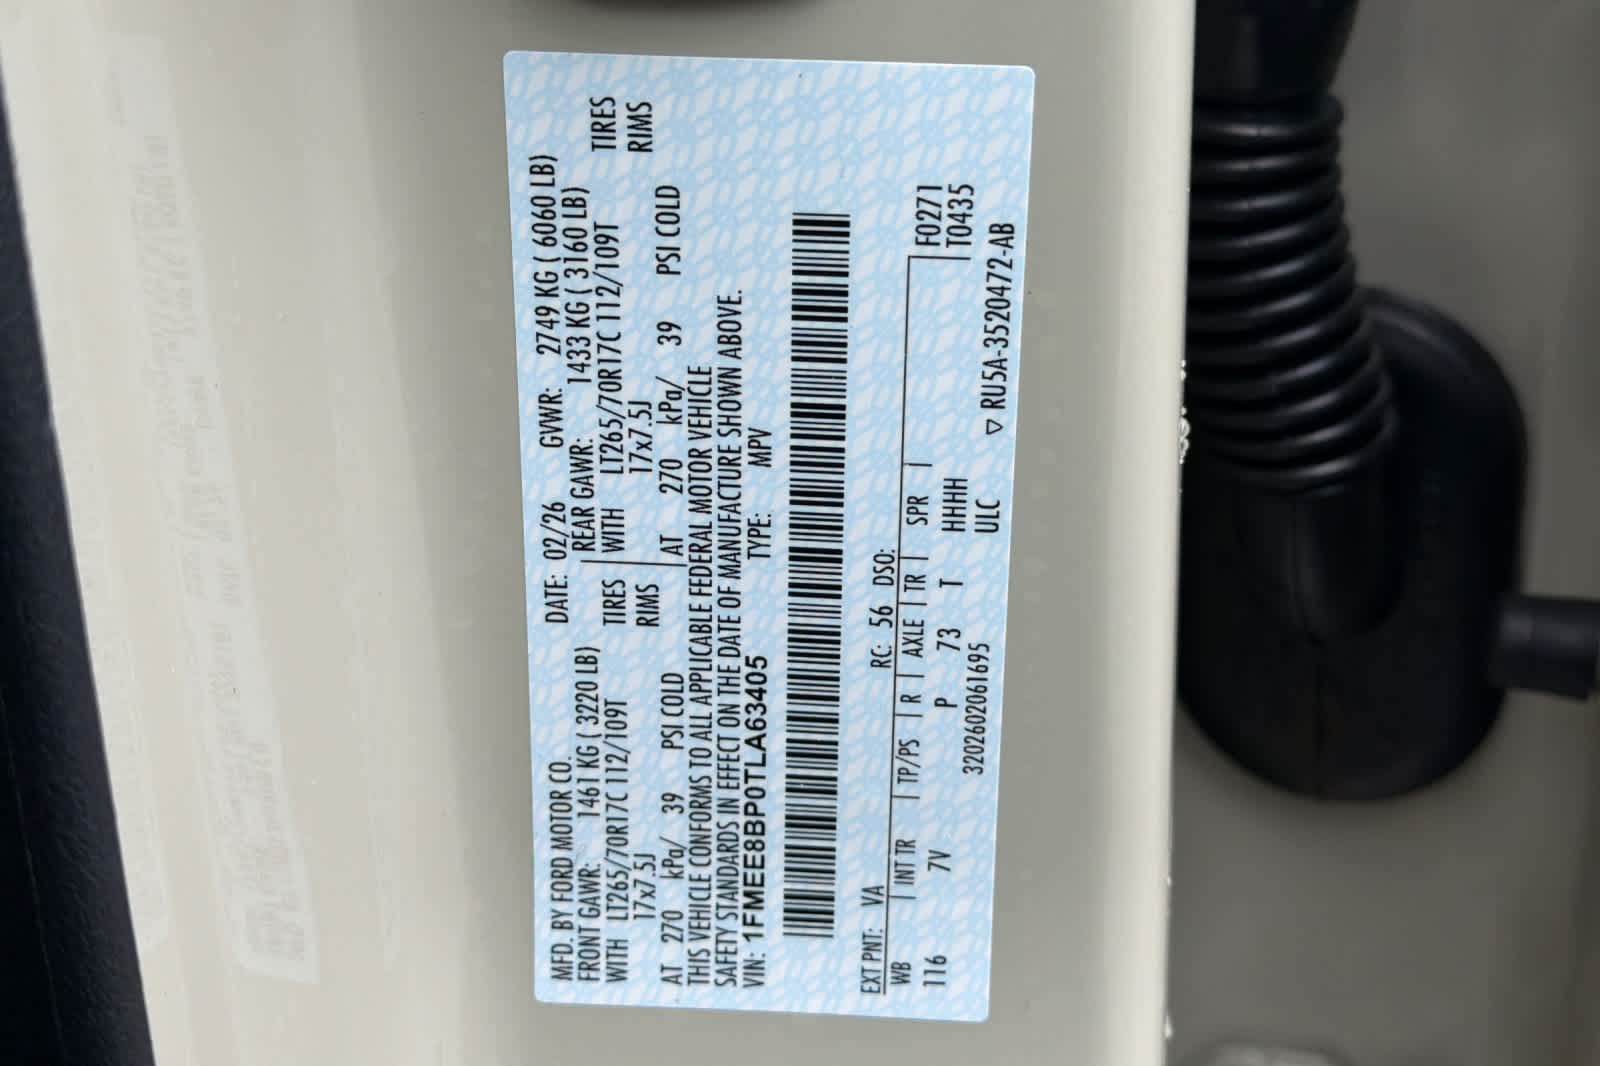 MFD. BY FORD MOTOR CO.
DATE: 02/26 GVWR: 2749 KG ( 6060 LB)
FRONT GAWR: 1461 KG ( 3220 LB)
REAR GAWR: 1433 KG ( 3160 LB)
WITH LT265/70R17C 112/109T TIRES
WITH LT265/70R17C 112/109T TIRES
17x7.5J RIMS
17x7.5J RIMS
AT 270 kPa/ 39 PSI COLD
AT 270 kPa/ 39 PSI COLD
THIS VEHICLE CONFORMS TO ALL APPLICABLE FEDERAL MOTOR VEHICLE
SAFETY STANDARDS IN EFFECT ON THE DATE OF MANUFACTURE SHOWN ABOVE.
VIN: 1FMEE8BP0TLA63405 TYPE: MPV
EXT PNT: VA RC: 56 DSO:
WB INT TR TP/PS R AXLE TR SPR
F0271
116 7V P 73 T HHHH T0435
3202602061695 ULC
▽ RU5A-3520472-AB